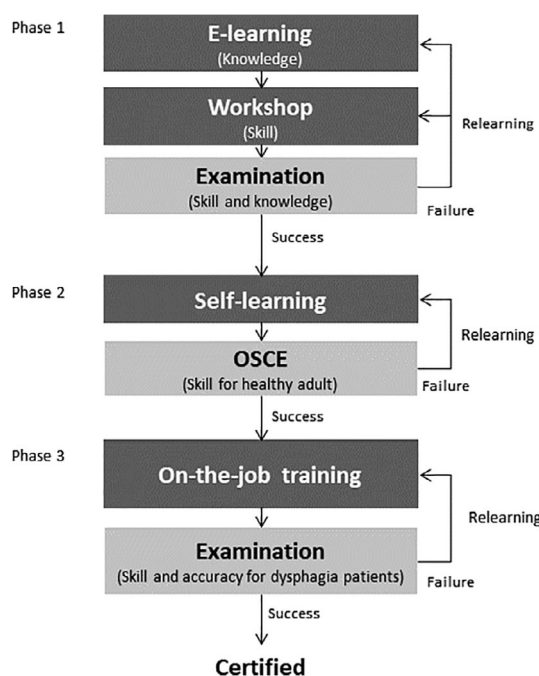 Phase 1
E-learning
(Knowledge)
Workshop
(Skill)
Relearning
Examination
(Skill and knowledge)
Failure
Success
Phase 2
Self-learning
Relearning
OSCE
(Skill for healthy adult)
Failure
Success
Phase 3
On-the-job training
Relearning
Examination
(Skill and accuracy for dysphagia patients)
Failure
Success
Certified